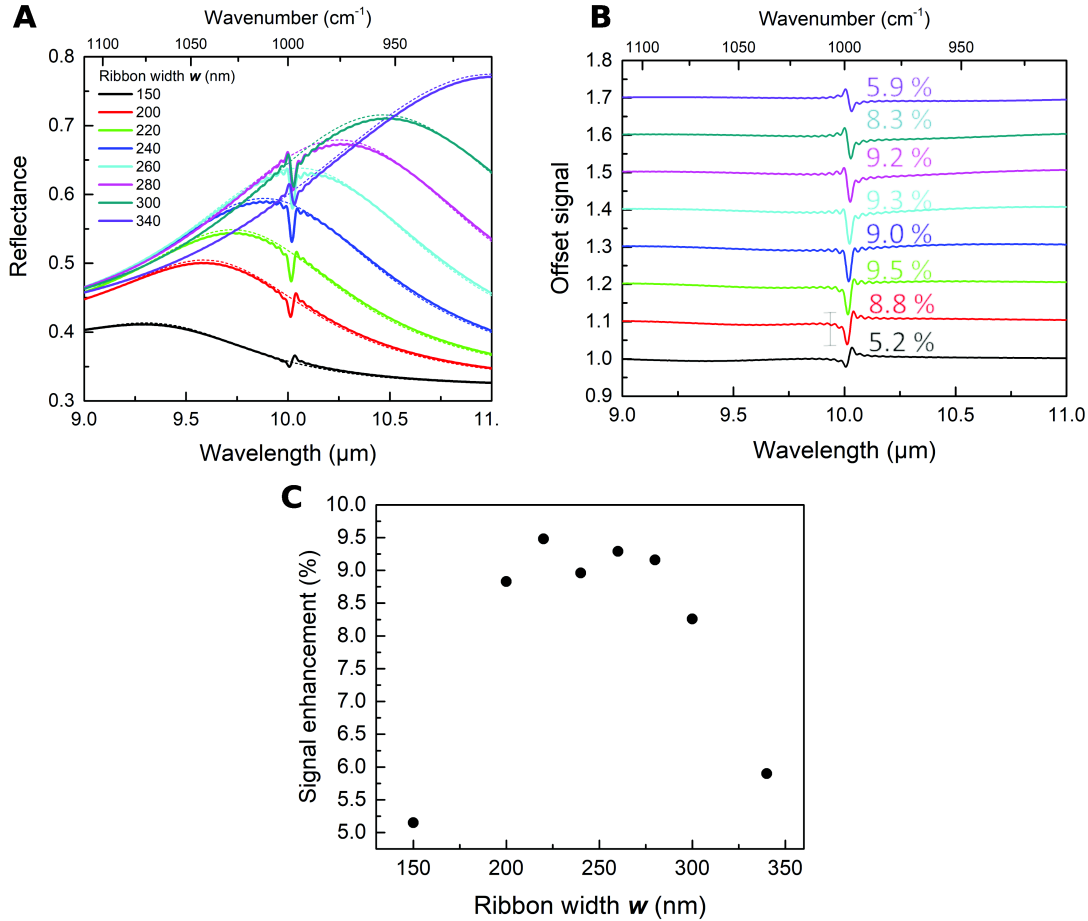 A
Wavenumber (cm-1)
1100 1050 1000 950
0.8
0.7
0.6
0.5
0.4
0.3
Reflectance
Ribbon width w (nm)
150
200
220
240
260
280
300
340
9.0 9.5 10.0 10.5 11.
Wavelength (μm)
B
Wavenumber (cm-1)
1100 1050 1000 950
1.8
1.7
1.6
1.5
1.4
1.3
1.2
1.1
1.0
0.9
Offset signal
5.9 %
8.3 %
9.2 %
9.3 %
9.0 %
9.5 %
8.8 %
5.2 %
9.0 9.5 10.0 10.5 11.0
Wavelength (μm)
C
10.0
9.5
9.0
8.5
8.0
7.5
7.0
6.5
6.0
5.5
5.0
Signal enhancement (%)
150 200 250 300 350
Ribbon width w (nm)